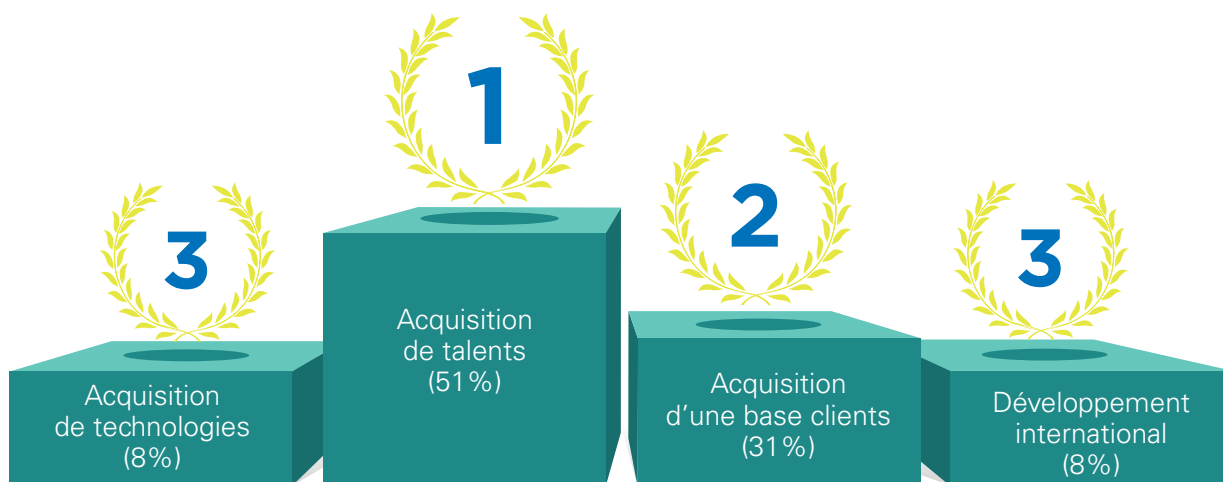 3
Acquisition
de technologies
(8%)
1
Acquisition
de talents
(51%)
2
Acquisition
d’une base clients
(31%)
3
Développement
international
(8%)